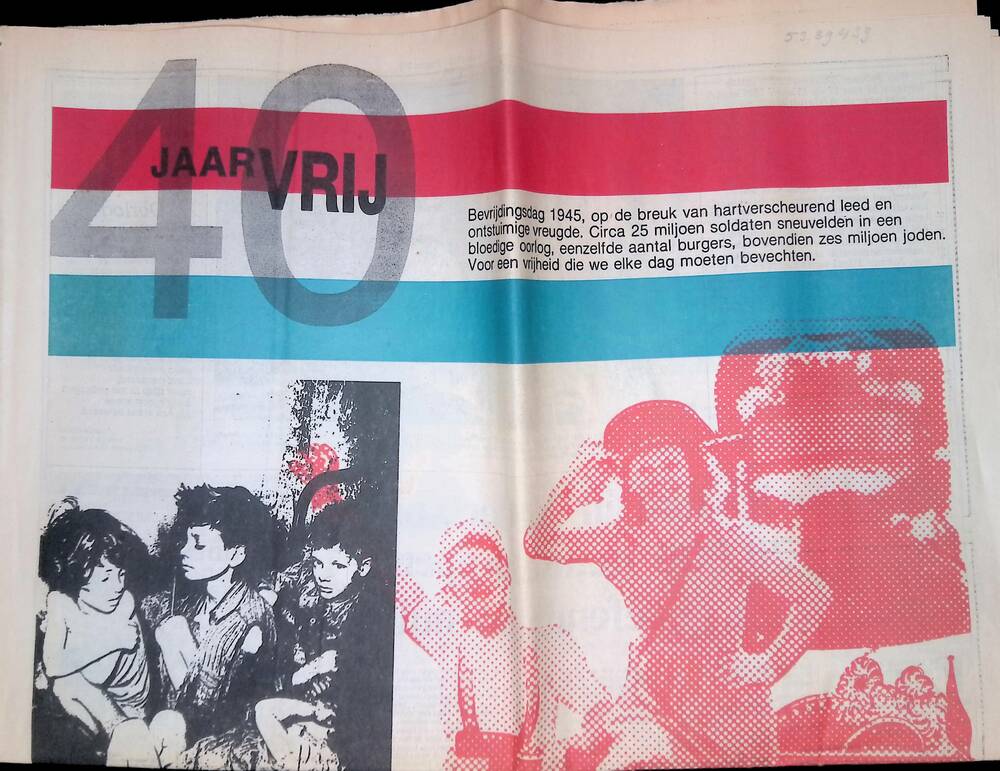 40
JAAR VRIJ
Bevrijdingsdag 1945, op de breuk van hartverscheurend leed en
ontstuimige vreugde. Circa 25 miljoen soldaten sneuvelden in een
bloedige oorlog, eenzelfde aantal burgers, bovendien zes miljoen joden.
Voor een vrijheid die we elke dag moeten bevechten.